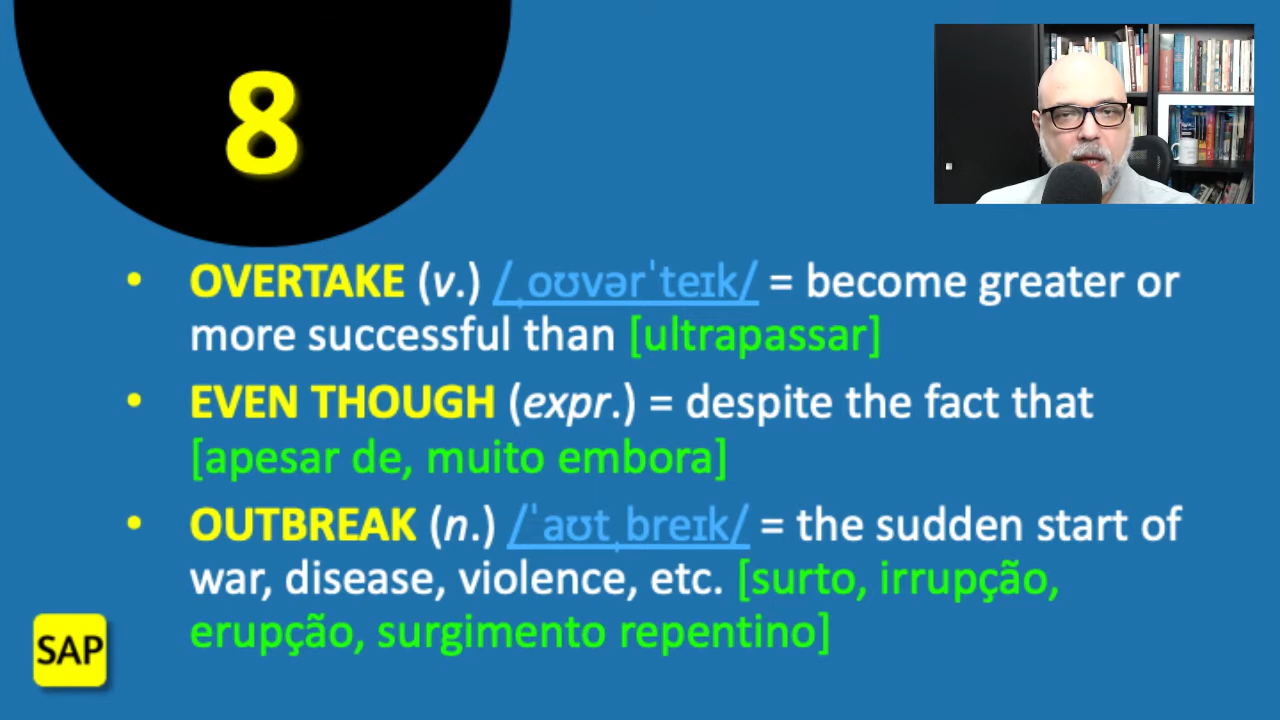 8
• OVERTAKE (v.) /ˌoʊvərˈteɪk/ = become greater or
more successful than [ultrapassar]
• EVEN THOUGH (expr.) = despite the fact that
[apesar de, muito embora]
• OUTBREAK (n.) /ˈaʊtˌbreɪk/ = the sudden start of
war, disease, violence, etc. [surto, irrupção,
erupção, surgimento repentino]
SAP